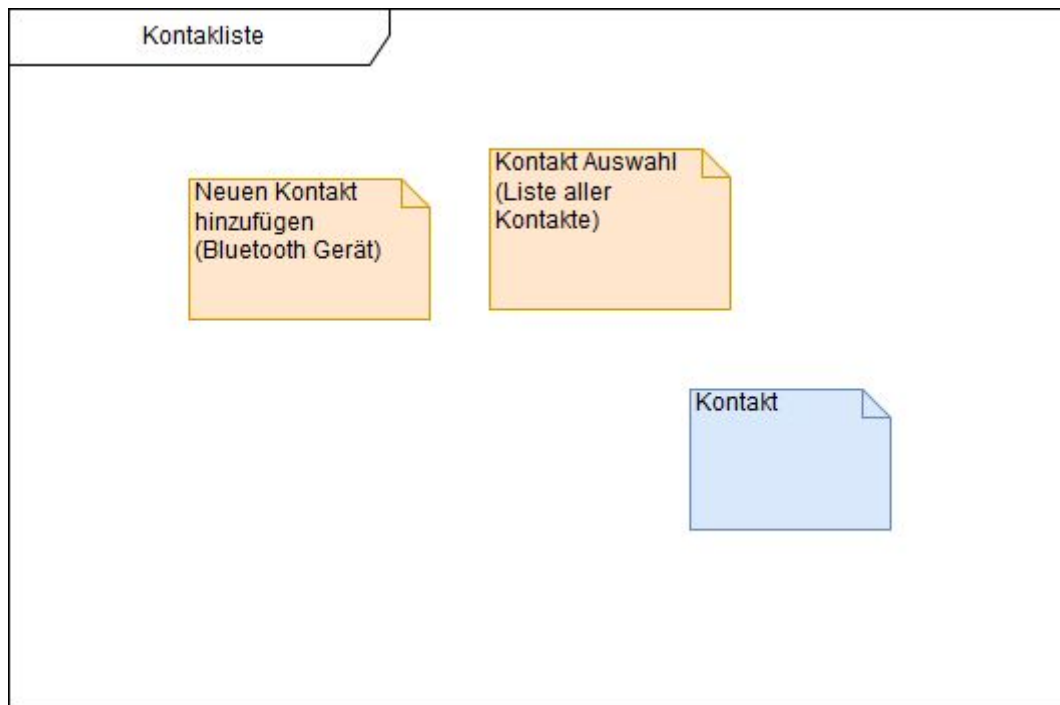 Kontakliste
Neuen Kontakt
hinzufügen
(Bluetooth Gerät)
Kontakt Auswahl
(Liste aller
Kontakte)
Kontakt